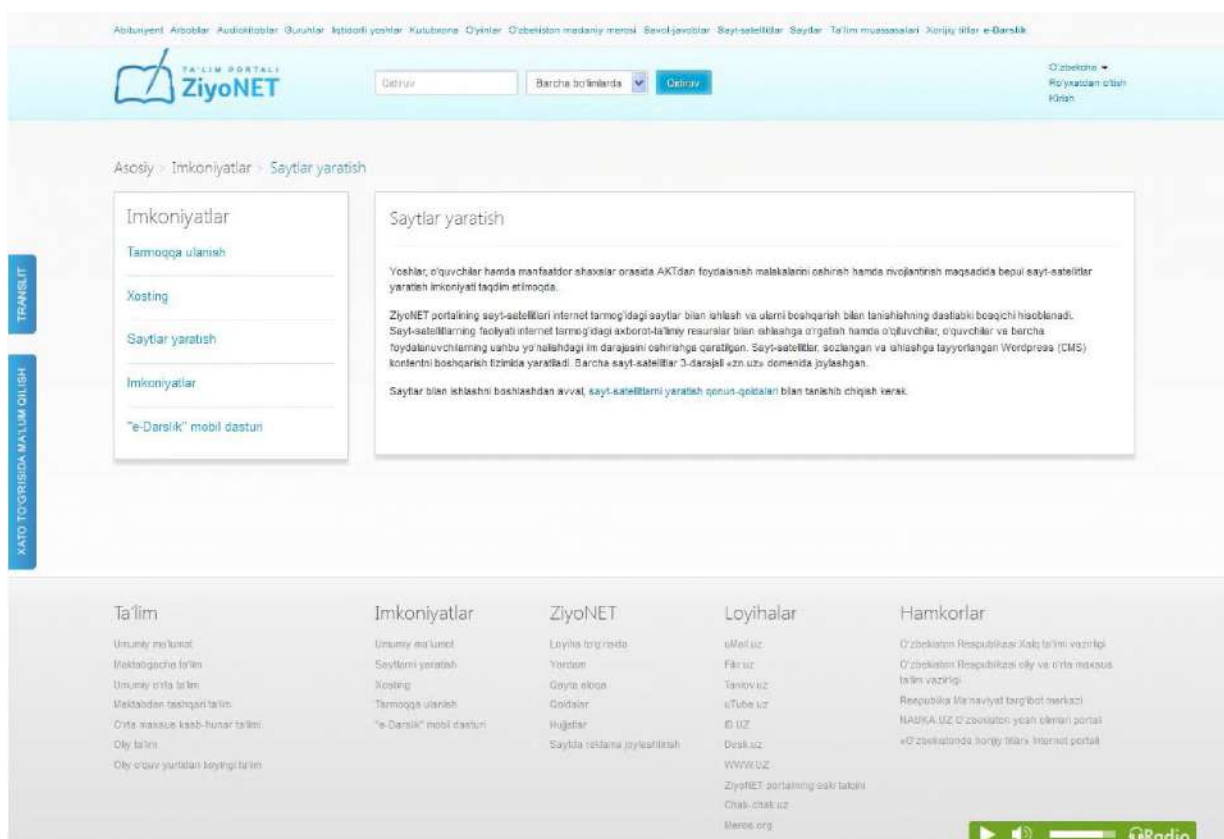 Abituriyent Arboblar Audiokitoblar Guruhlar Iqtidorli yoshlar Kutubxona O'yinlar O'zbekiston madaniy merosi Savol-javoblar Sayt-satellitlar Saytlar Ta'lim muassasalari Xorijiy tillar e-Darslik
TA'LIM PORTALI
ZiyoNET
Qidiruv
Barcha bo'limlarda
Qidiruv
O'zbekcha
Ro'yxatdan o'tish
Kirish
Asosiy > Imkoniyatlar > Saytlar yaratish
Imkoniyatlar
Tarmoqqa ulanish
Xosting
Saytlar yaratish
Imkoniyatlar
"e-Darslik" mobil dasturi
Saytlar yaratish
Yoshlar, o'quvchilar hamda manfaatdor shaxslar orasida AKTdan foydalanish malakalarini oshirish hamda rivojlantirish maqsadida bepul sayt-satelitlar
yaratish imkoniyati taqdim etilmoqda.
ZiyoNET portalining sayt-satellitlari internet tarmog'idagi saytlar bilan ishlash va ularni boshqarish bilan tanishishning dastlabki bosqichi hisoblanadi.
Sayt-satellitlarning faoliyati internet tarmog'idagi axborot-ta'limiy resurslar bilan ishlashga o'rgatish hamda o'qituvchilar, o'quvchilar va barcha
foydalanuvchilarning ushbu yo'nalishdagi ilm darajasini oshirishga qaratilgan. Sayt-satelitlar, sozlangan va ishlashga tayyorlangan Wordpress (CMS)
kontentni boshqarish tizimida yaratiladi. Barcha sayt-satellitlar 3-darajali «zn.uz» domenida joylashgan.
Saytlar bilan ishlashni boshlashdan avval, sayt-satellitlarni yaratish qonun-qoidalari bilan tanishib chiqish kerak.
TRANSLIT
XATO TO'G'RISIDA MA'LUM QILISH
Ta'lim
Umumiy ma'lumot
Maktabgacha ta'lim
Umumiy o'rta ta'lim
Maktabdan tashqari ta'lim
O'rta maxsus kasb-hunar ta'limi
Oliy ta'lim
Oliy o'quv yurtidan keyingi ta'lim
Imkoniyatlar
Umumiy ma'lumot
Saytlarni yaratish
Xosting
Tarmoqqa ulanish
"e-Darslik" mobil dasturi
ZiyoNET
Loyiha to'g'risida
Yordam
Qayta aloqa
Qoidalar
Hujjatlar
Saytda reklama joylashtirish
Loyihalar
uMail.uz
Fikr.uz
Tanlov.uz
uTube.uz
ID.UZ
Desk.uz
WWW.UZ
ZiyoNET portalining eski talqini
Chak-chak.uz
Meros.org
Hamkorlar
O'zbekiston Respublikasi Xalq ta'limi vazirligi
O'zbekiston Respublikasi oliy va o'rta maxsus
ta'lim vazirligi
Respublika Ma'naviyat targ'ibot markazi
NAUKA.UZ O'zbekiston yosh olimlari portali
«O'zbekistonda horijiy tillar» Internet portali
Radio